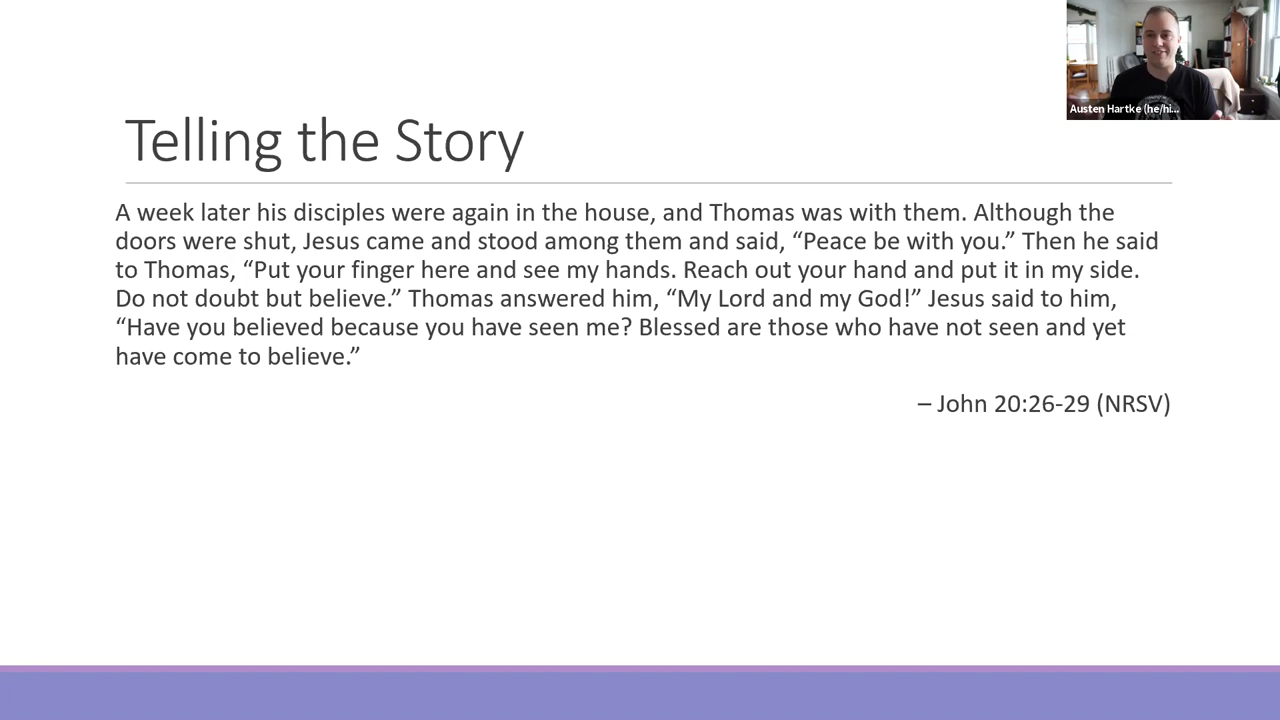 Austen Hartke (he/hi...
Telling the Story
A week later his disciples were again in the house, and Thomas was with them. Although the
doors were shut, Jesus came and stood among them and said, “Peace be with you.” Then he said
to Thomas, “Put your finger here and see my hands. Reach out your hand and put it in my side.
Do not doubt but believe.” Thomas answered him, “My Lord and my God!” Jesus said to him,
“Have you believed because you have seen me? Blessed are those who have not seen and yet
have come to believe.”
– John 20:26-29 (NRSV)